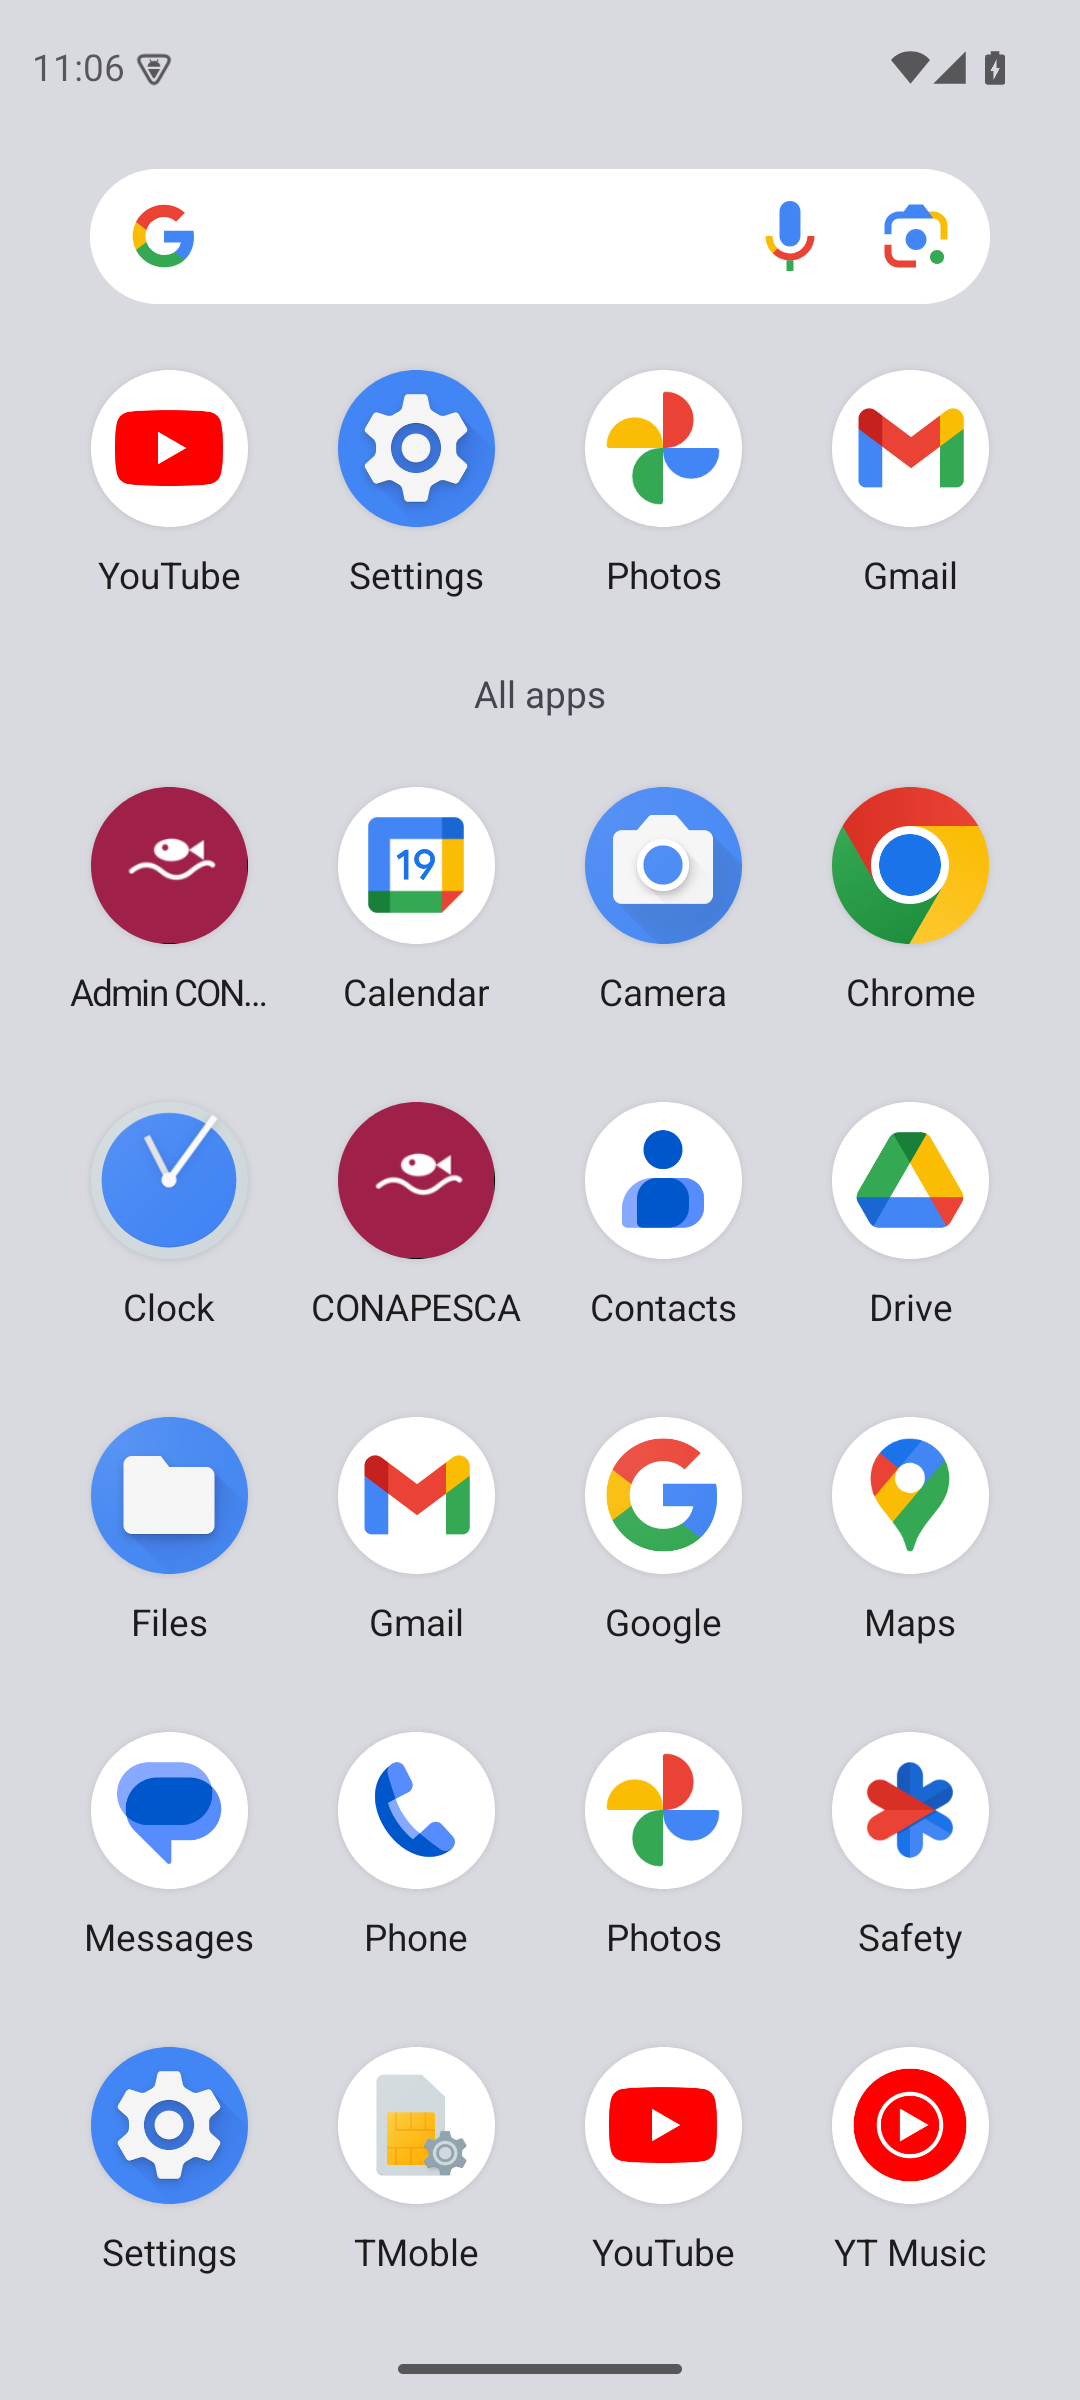 11:06
YouTube Settings Photos Gmail
All apps
Admin CON... Calendar Camera Chrome
19
Clock CONAPESCA Contacts Drive
Files Gmail Google Maps
Messages Phone Photos Safety
Settings TMoble YouTube YT Music